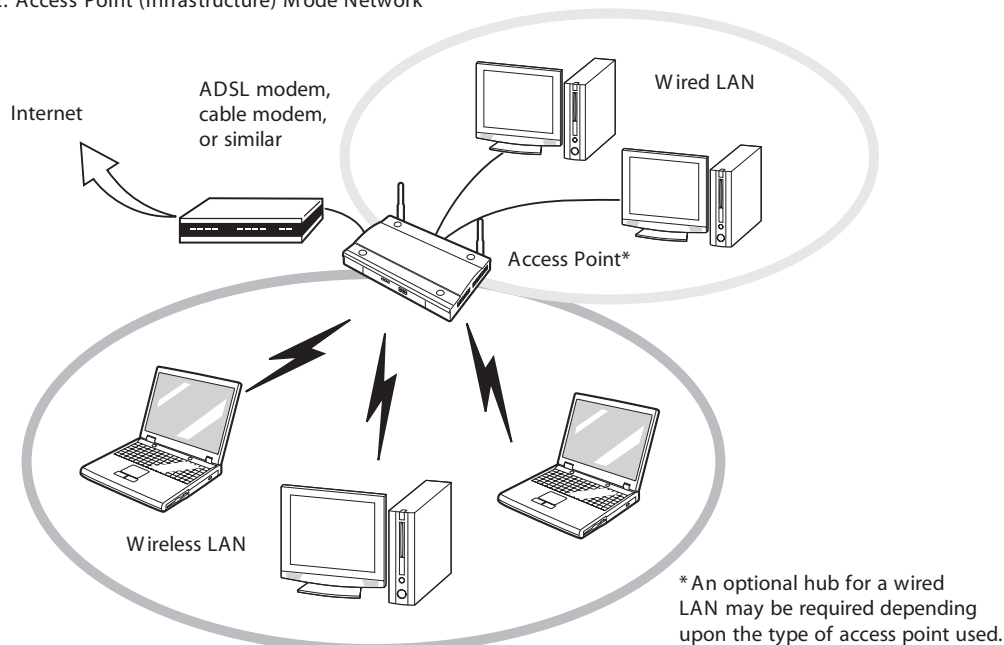 Access Point (Infrastructure) Mode Network
Internet
ADSL modem,
cable modem,
or similar
Wired LAN
Access Point*
Wireless LAN
*An optional hub for a wired
LAN may be required depending
upon the type of access point used.